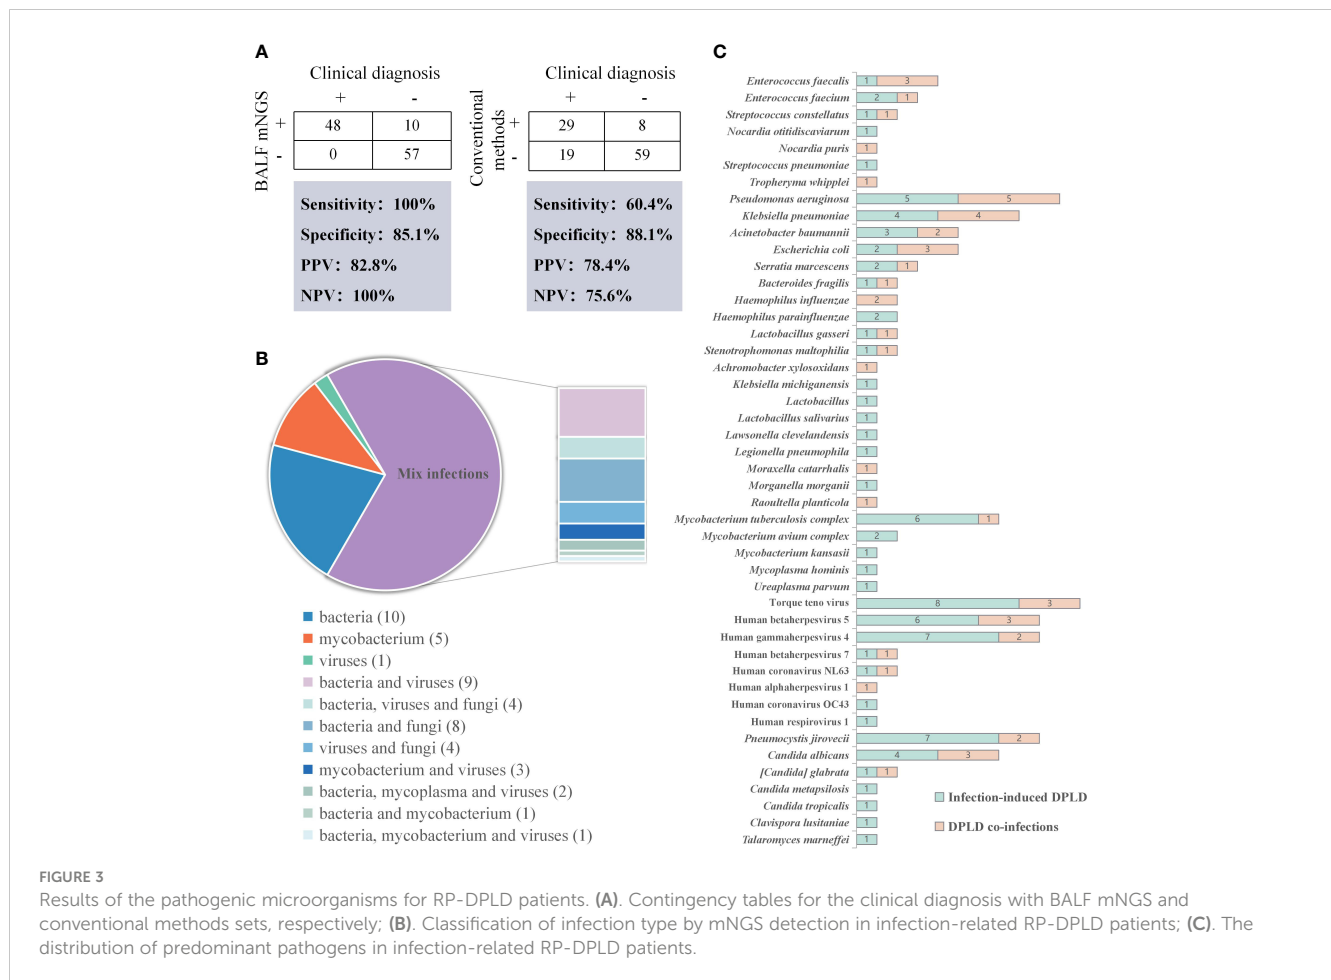 A
Clinical diagnosis
+ -
BALF mNGS
+ 48 10
- 0 57
Sensitivity: 100%
Specificity: 85.1%
PPV: 82.8%
NPV: 100%
Clinical diagnosis
+ -
Conventional
methods
+ 29 8
- 19 59
Sensitivity: 60.4%
Specificity: 88.1%
PPV: 78.4%
NPV: 75.6%
B
Mix infections
bacteria (10)
mycobacterium (5)
viruses (1)
bacteria and viruses (9)
bacteria, viruses and fungi (4)
bacteria and fungi (8)
viruses and fungi (4)
mycobacterium and viruses (3)
bacteria, mycoplasma and viruses (2)
bacteria and mycobacterium (1)
bacteria, mycobacterium and viruses (1)
C
Enterococcus faecalis 1 3
Enterococcus faecium 2 1
Streptococcus constellatus 1 1
Nocardia otitidiscaviarum 1
Nocardia puris 1
Streptococcus pneumoniae 1
Tropheryma whipplei 1
Pseudomonas aeruginosa 5 5
Klebsiella pneumoniae 4 4
Acinetobacter baumannii 3 2
Escherichia coli 2 3
Serratia marcescens 2 1
Bacteroides fragilis 1 1
Haemophilus influenzae 2
Haemophilus parainfluenzae 2
Lactobacillus gasseri 1 1
Stenotrophomonas maltophilia 1 1
Achromobacter xylosoxidans 1
Klebsiella michiganensis 1
Lactobacillus 1
Lactobacillus salivarius 1
Lawsonella clevelandensis 1
Legionella pneumophila 1
Moraxella catarrhalis 1
Morganella morganii 1
Raoultella planticola 1
Mycobacterium tuberculosis complex 6 1
Mycobacterium avium complex 2
Mycobacterium kansasii 1
Mycoplasma hominis 1
Ureaplasma parvum 1
Torque teno virus 8 3
Human betaherpesvirus 5 6 3
Human gammaherpesvirus 4 7 2
Human betaherpesvirus 7 1 1
Human coronavirus NL63 1 1
Human alphaherpesvirus 1 1
Human coronavirus OC43 1
Human respirovirus 1 1
Pneumocystis jirovecii 7 2
Candida albicans 4 3
[Candida] glabrata 1 1
Candida metapsilosis 1
Candida tropicalis 1
Clavispora lusitaniae 1
Talaromyces marneffei 1
Infection-induced DPLD
DPLD co-infections
FIGURE 3
Results of the pathogenic microorganisms for RP-DPLD patients. (A). Contingency tables for the clinical diagnosis with BALF mNGS and
conventional methods sets, respectively; (B). Classification of infection type by mNGS detection in infection-related RP-DPLD patients; (C). The
distribution of predominant pathogens in infection-related RP-DPLD patients.